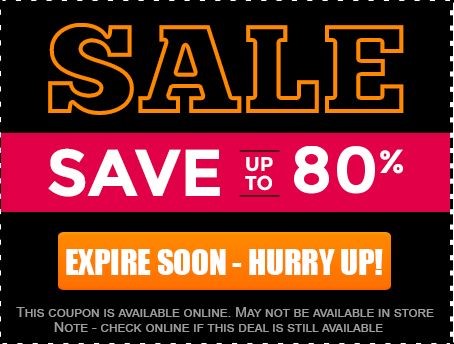 SALE
SAVE UP TO 80%
EXPIRE SOON - HURRY UP!
THIS COUPON IS AVAILABLE ONLINE. MAY NOT BE AVAILABLE IN STORE
NOTE - CHECK ONLINE IF THIS DEAL IS STILL AVAILABLE